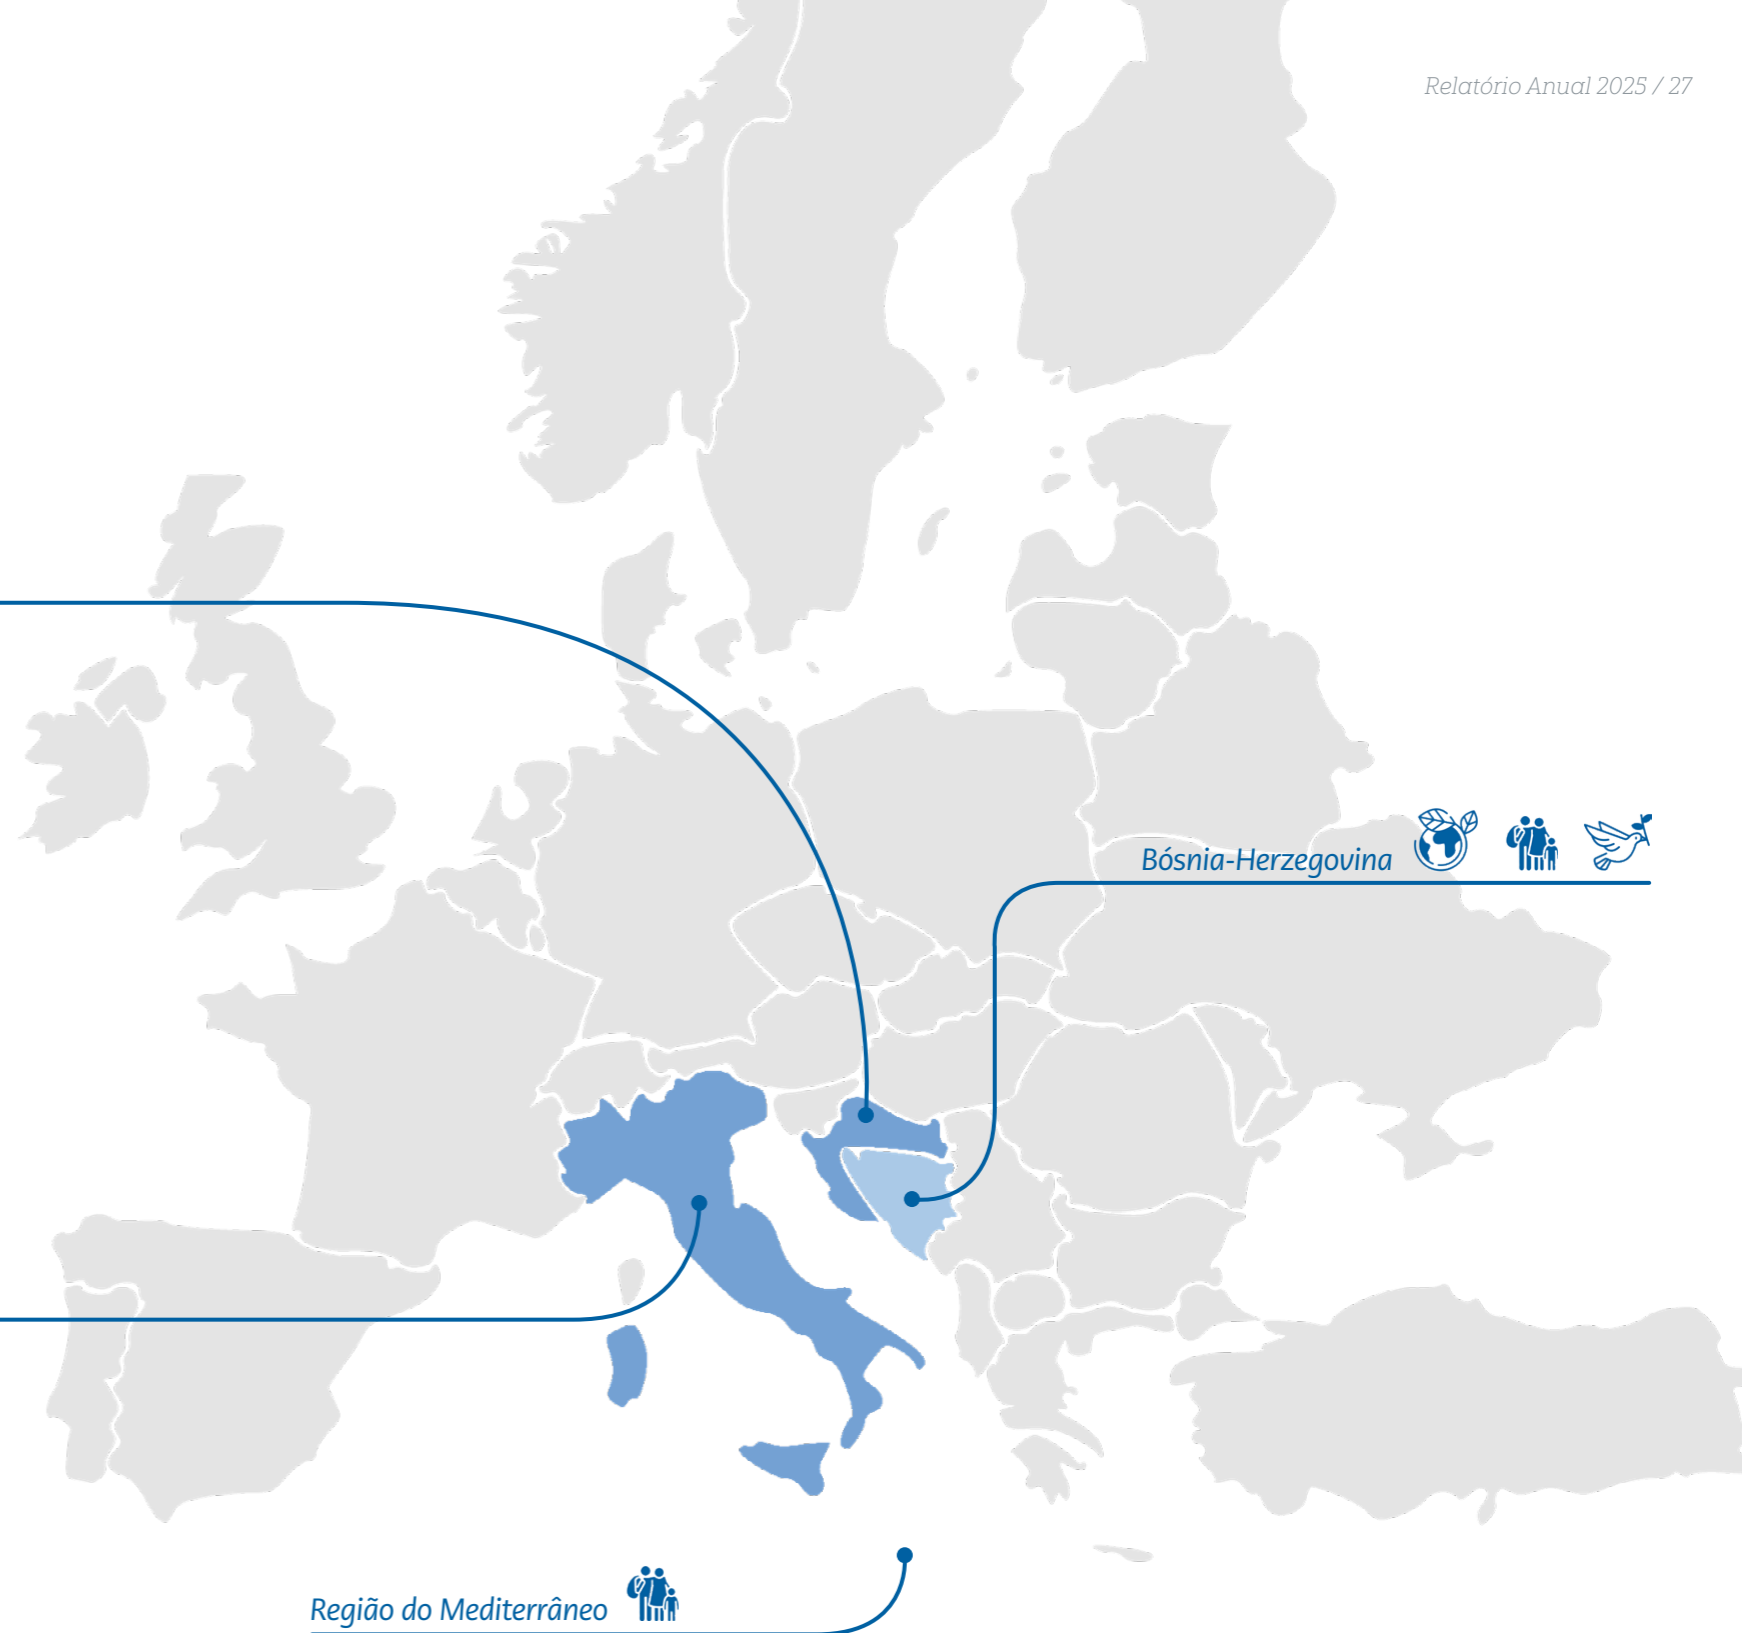 Relatório Anual 2025 / 27
Bósnia-Herzegovina
Região do Mediterrâneo